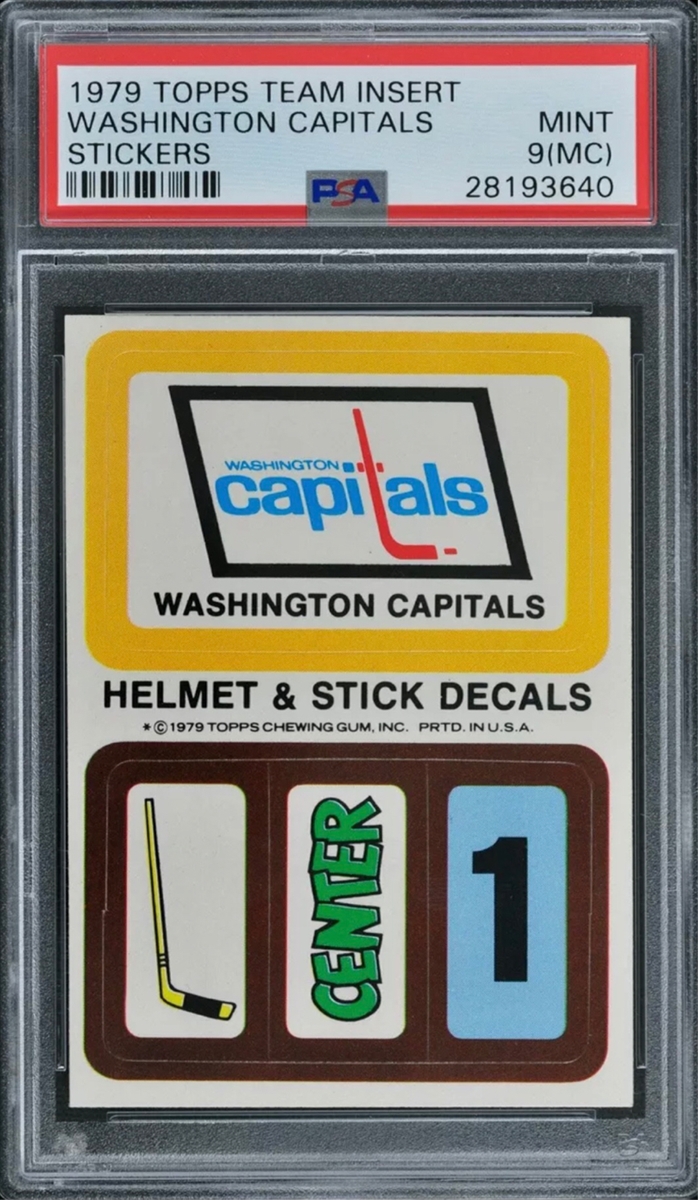 1979 TOPPS TEAM INSERT
WASHINGTON CAPITALS MINT
STICKERS 9(MC)
PSA 28193640
WASHINGTON
capitals
WASHINGTON CAPITALS
HELMET & STICK DECALS
*©1979 TOPPS CHEWING GUM, INC. PRTD. IN U.S.A.
CENTER
1